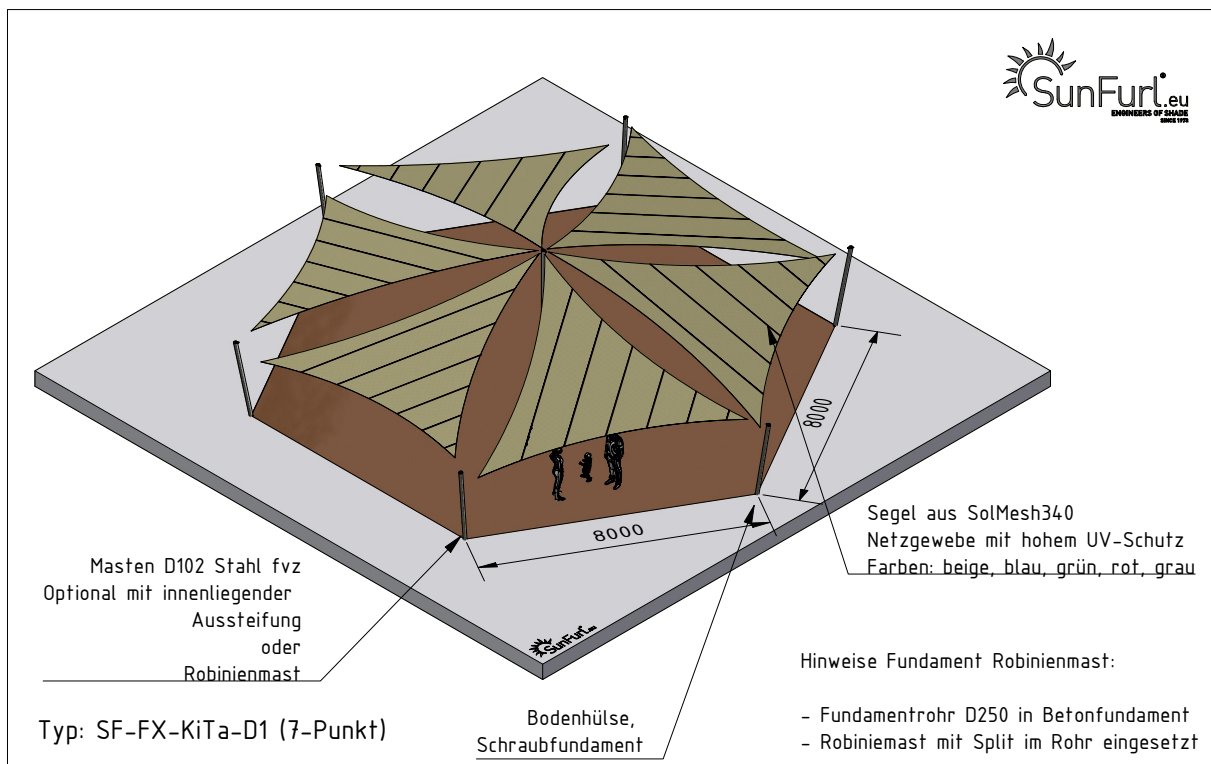 SunFurl.eu
ENGINEERS OF SHADE
SINCE 1978
8000
8000
Segel aus SolMesh340
Netzgewebe mit hohem UV-Schutz
Farben: beige, blau, grün, rot, grau
Masten D102 Stahl fvz
Optional mit innenliegender
Aussteifung
oder
Robinienmast
SunFurl.eu
Typ: SF-FX-KiTa-D1 (7-Punkt)
Bodenhülse,
Schraubfundament
Hinweise Fundament Robinienmast:
- Fundamentrohr D250 in Betonfundament
- Robiniemast mit Split im Rohr eingesetzt